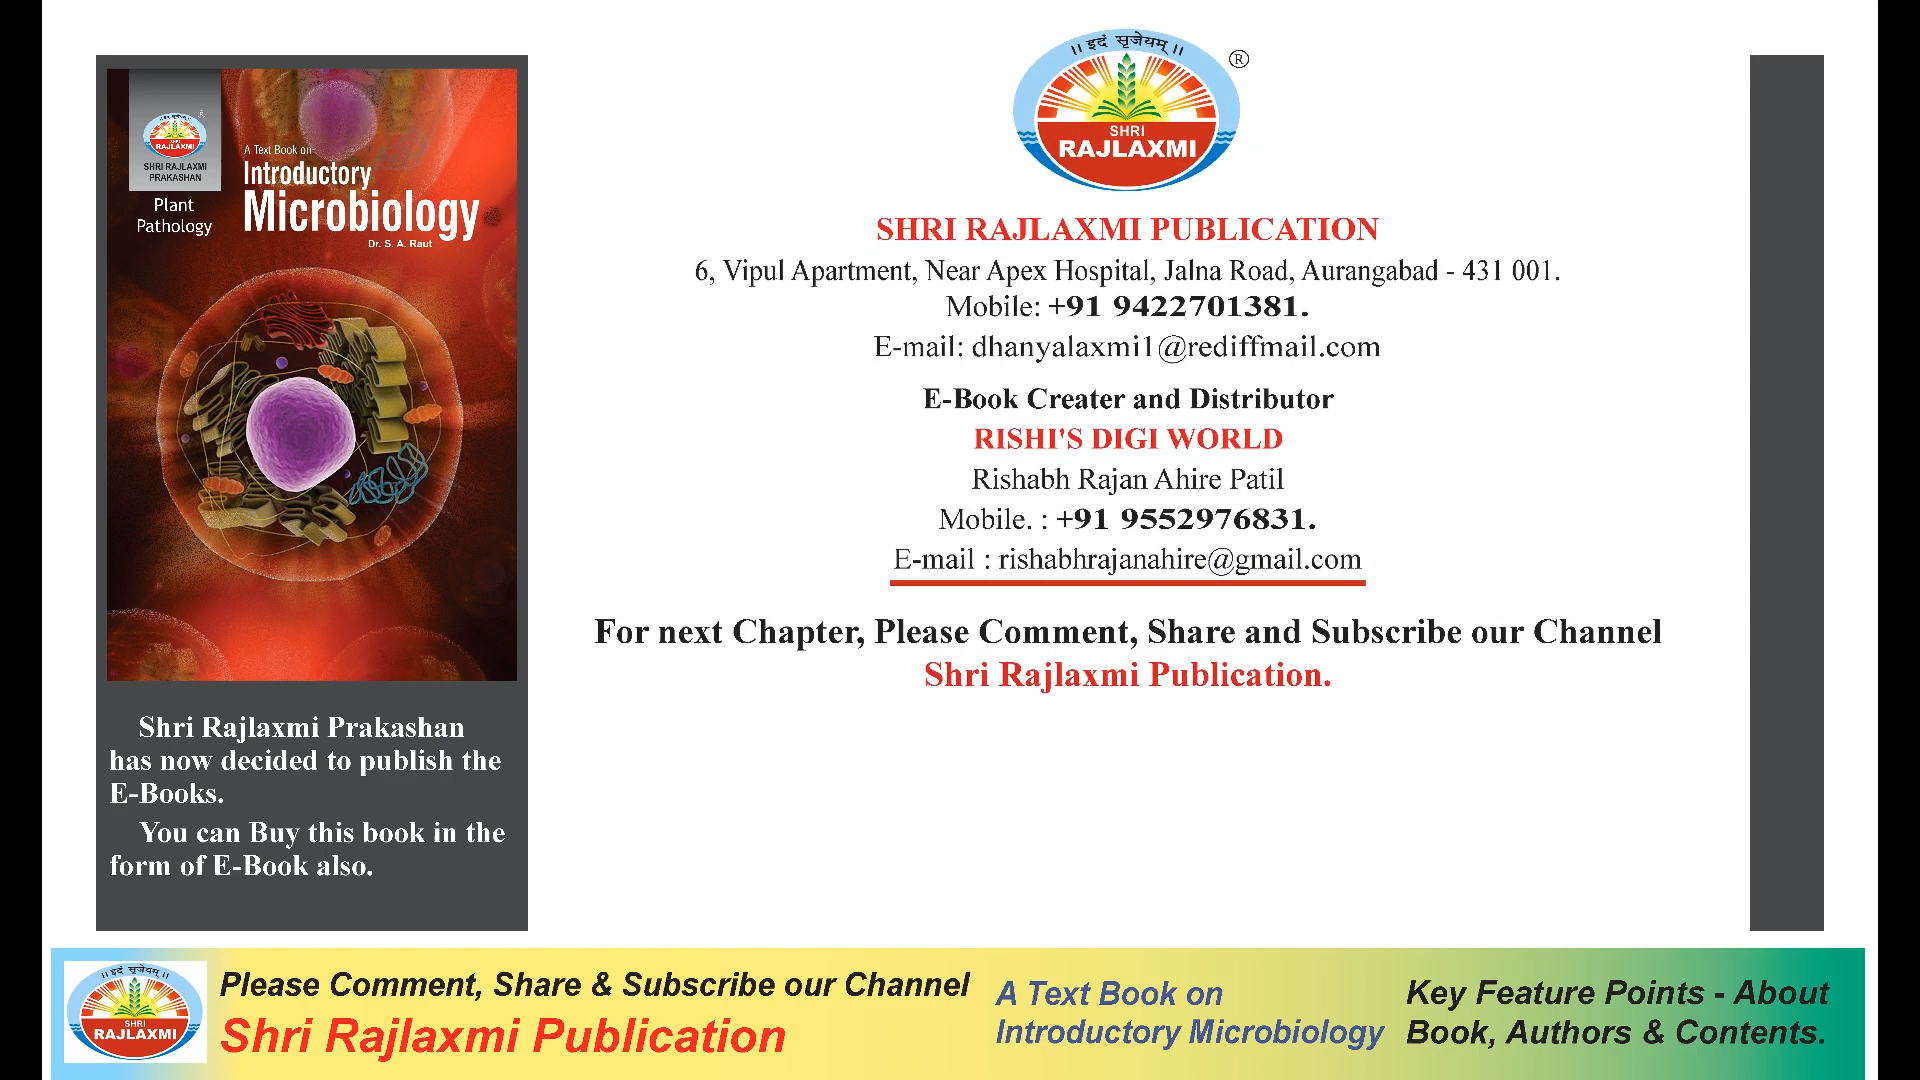 SHRI RAJLAXMI
PRAKASHAN
Plant
Pathology
A Text Book on
Introductory
Microbiology
Dr. S. A. Raut
SHRI
RAJLAXMI
Shri Rajlaxmi Prakashan
has now decided to publish the
E-Books.
You can Buy this book in the
form of E-Book also.
॥ इदं सृजेयम् ॥
®
SHRI
RAJLAXMI
SHRI RAJLAXMI PUBLICATION
6, Vipul Apartment, Near Apex Hospital, Jalna Road, Aurangabad - 431 001.
Mobile: +91 9422701381.
E-mail: dhanyalaxmi1@rediffmail.com
E-Book Creater and Distributor
RISHI'S DIGI WORLD
Rishabh Rajan Ahire Patil
Mobile. : +91 9552976831.
E-mail : rishabhrajanahire@gmail.com
For next Chapter, Please Comment, Share and Subscribe our Channel
Shri Rajlaxmi Publication.
॥ इदं सृजेयम् ॥
SHRI
RAJLAXMI
Please Comment, Share & Subscribe our Channel
Shri Rajlaxmi Publication
A Text Book on
Introductory Microbiology
Key Feature Points - About
Book, Authors & Contents.